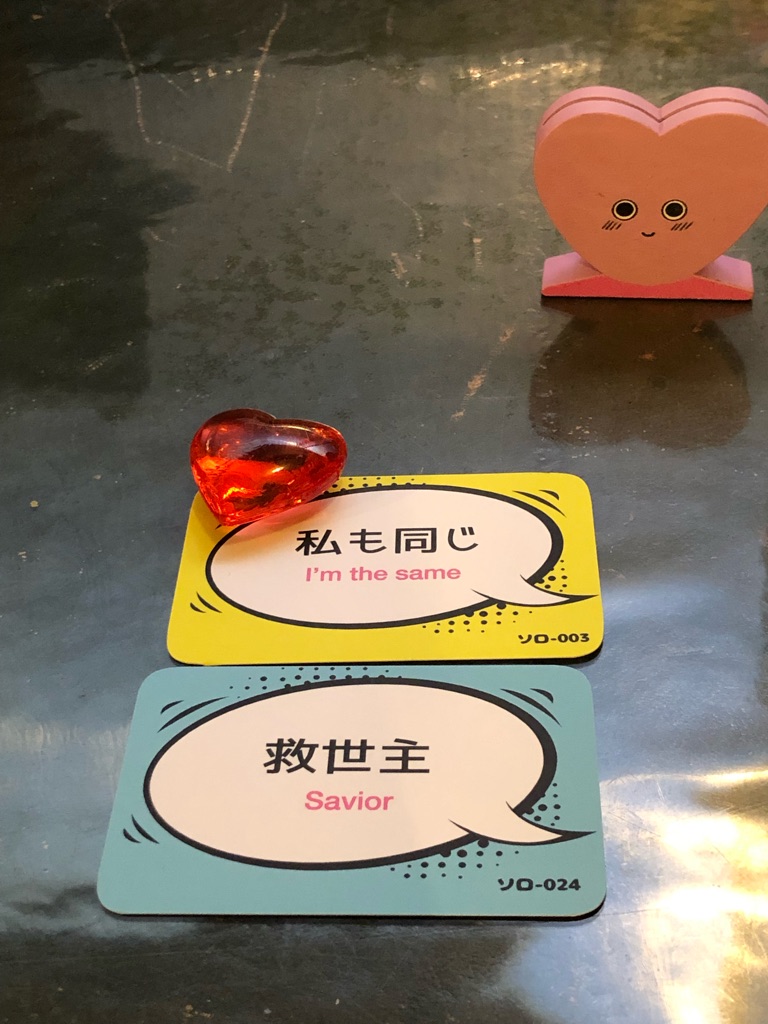 私も同じ
I'm the same
ソロ-003
救世主
Savior
ソロ-024